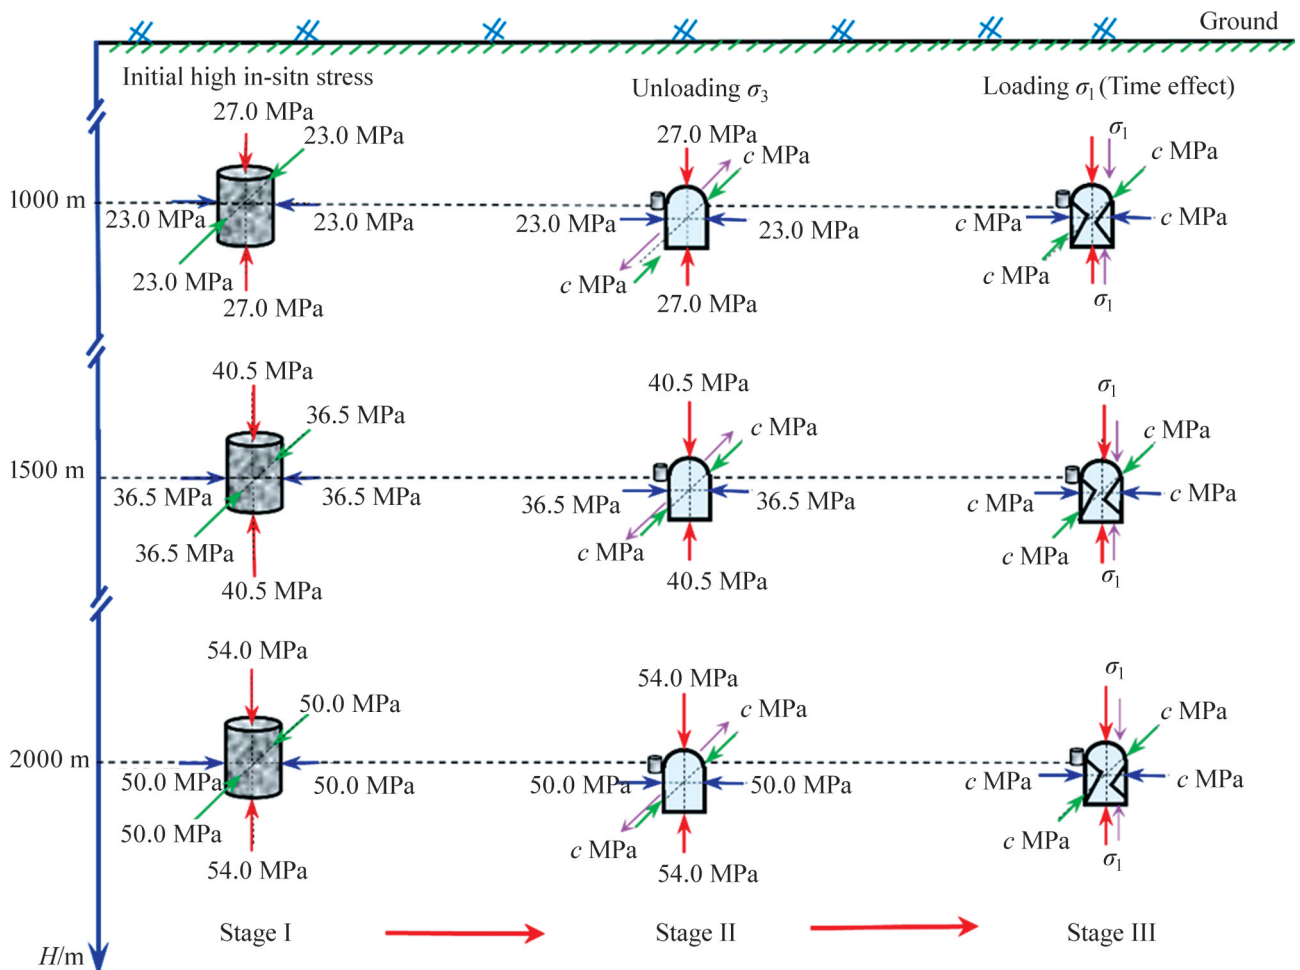 Ground
Initial high in-sitn stress
Unloading σ3
Loading σ1 (Time effect)
27.0 MPa
23.0 MPa
1000 m
23.0 MPa
23.0 MPa
23.0 MPa
27.0 MPa
27.0 MPa
c MPa
23.0 MPa
23.0 MPa
c MPa
27.0 MPa
σ1
c MPa
c MPa
c MPa
c MPa
σ1
40.5 MPa
36.5 MPa
1500 m
36.5 MPa
36.5 MPa
36.5 MPa
40.5 MPa
40.5 MPa
c MPa
36.5 MPa
36.5 MPa
c MPa
40.5 MPa
σ1
c MPa
c MPa
c MPa
c MPa
σ1
54.0 MPa
50.0 MPa
2000 m
50.0 MPa
50.0 MPa
50.0 MPa
54.0 MPa
54.0 MPa
c MPa
50.0 MPa
50.0 MPa
c MPa
54.0 MPa
σ1
c MPa
c MPa
c MPa
c MPa
σ1
Stage I
Stage II
Stage III
H/m